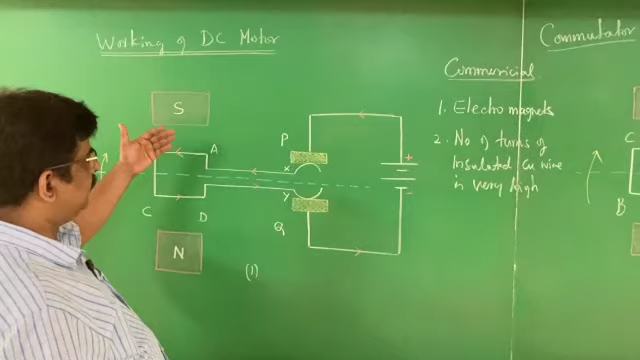 Working of DC Motor
S
A
C
D
N
P
X
Y
Q
+
-
(1)
Commericial
1. Electro magnets
2. No of turns of
Insulated Cu wire
is very high
Commutator
C
B